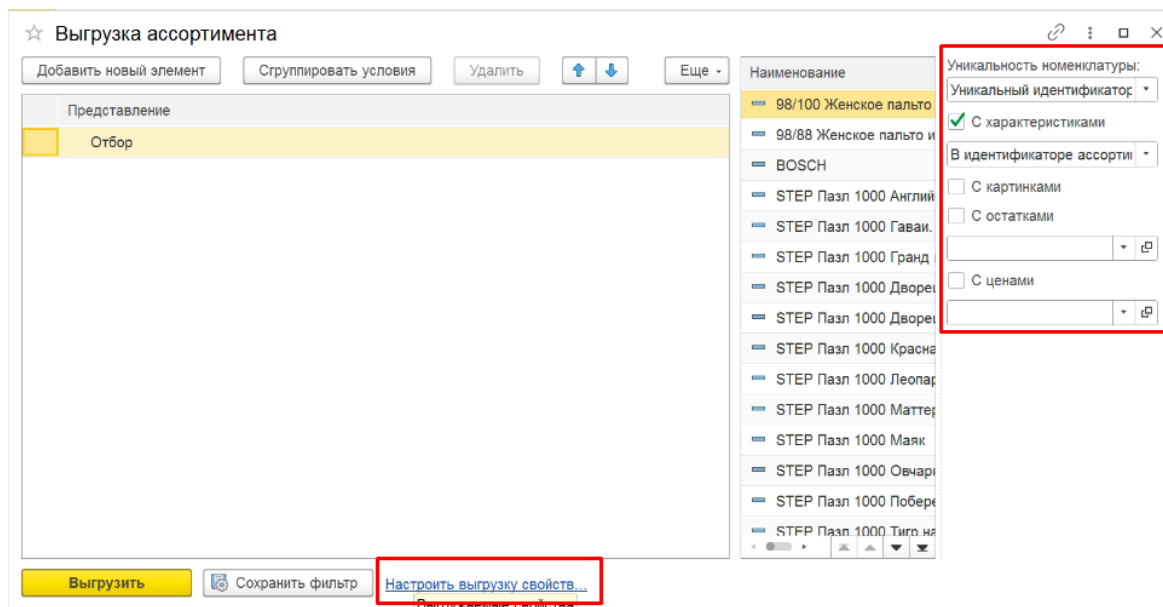 Выгрузка ассортимента
Добавить новый элемент Сгруппировать условия Удалить Еще
Представление
Отбор
Наименование
98/100 Женское пальто
98/88 Женское пальто и
BOSCH
STEP Пазл 1000 Англий
STEP Пазл 1000 Гаваи.
STEP Пазл 1000 Гранд
STEP Пазл 1000 Дворец
STEP Пазл 1000 Дворец
STEP Пазл 1000 Красна
STEP Пазл 1000 Леопар
STEP Пазл 1000 Маттер
STEP Пазл 1000 Маяк
STEP Пазл 1000 Овчар
STEP Пазл 1000 Побере
STEP Пазл 1000 Тигр на
Уникальность номенклатуры:
Уникальный идентификатор
С характеристиками
В идентификаторе ассорти
С картинками
С остатками
С ценами
Выгрузить Сохранить фильтр Настроить выгрузку свойств...